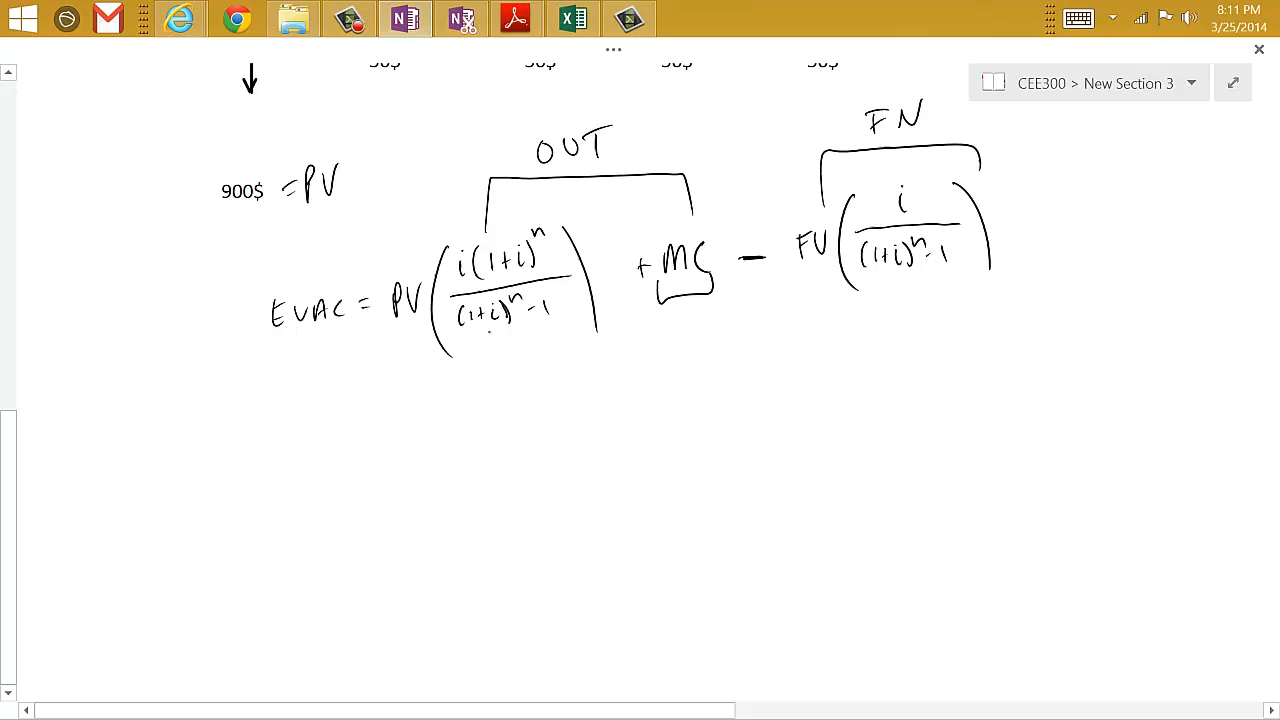 8:11 PM
3/25/2014
CEE300 > New Section 3
OUT
FN
900$ = PV
EVAC = PV ( i(1+i)^n / (1+i)^n - 1 ) + MC - FV ( i / (1+i)^n - 1 )